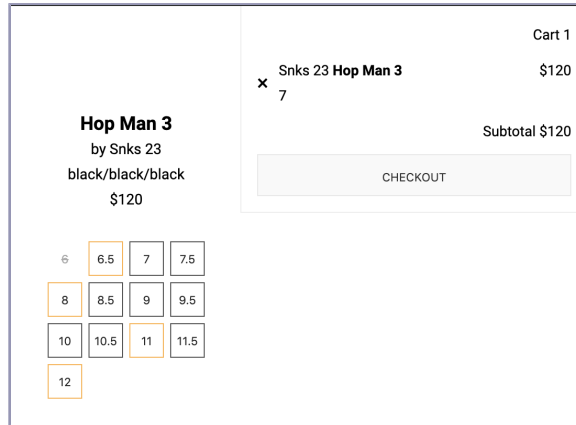 Cart 1
Snks 23 Hop Man 3 $120
7
Subtotal $120
CHECKOUT
Hop Man 3
by Snks 23
black/black/black
$120
6 6.5 7 7.5
8 8.5 9 9.5
10 10.5 11 11.5
12